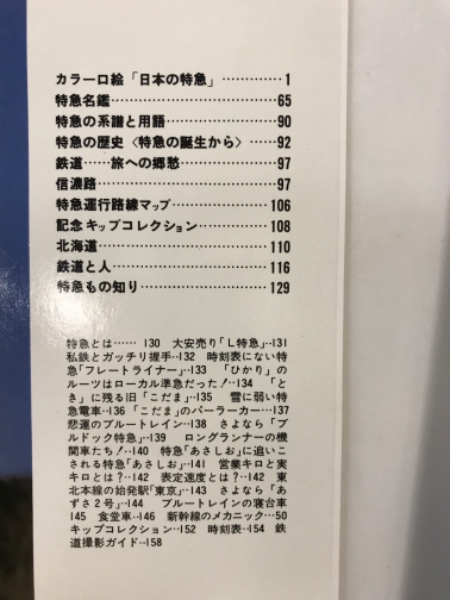 カラー口絵「日本の特急」…………1
特急名鑑………………………………65
特急の系譜と用語……………………90
特急の歴史〈特急の誕生から〉……92
鉄道……旅への郷愁…………………97
信濃路…………………………………97
特急運行路線マップ…………………106
記念キップコレクション……………108
北海道…………………………………110
鉄道と人………………………………116
特急もの知り…………………………129
特急とは…… 130 大安売り「L特急」‥131
私鉄とガッチリ握手‥132 時刻表にない特
急「フレートライナー」‥133 「ひかり」の
ルーツはローカル準急だった!‥134 「と
き」に残る旧「こだま」‥135 雪に弱い特
急電車‥136「こだま」のパーラーカー…137
悲運のブルートレイン‥138 さよなら「ブ
ルドック特急」‥139 ロングランナーの機
関車たち!‥140 特急「あさしお」に追いこ
される特急「あさしお」‥141 営業キロと実
キロとは?‥142 表定速度とは?‥142 東
北本線の始発駅「東京」‥143 さよなら「あ
ずさ2号」‥144 ブルートレインの寝台車
145 食堂車‥146 新幹線のメカニック…50
キップコレクション‥152 時刻表‥154 鉄
道撮影ガイド‥158